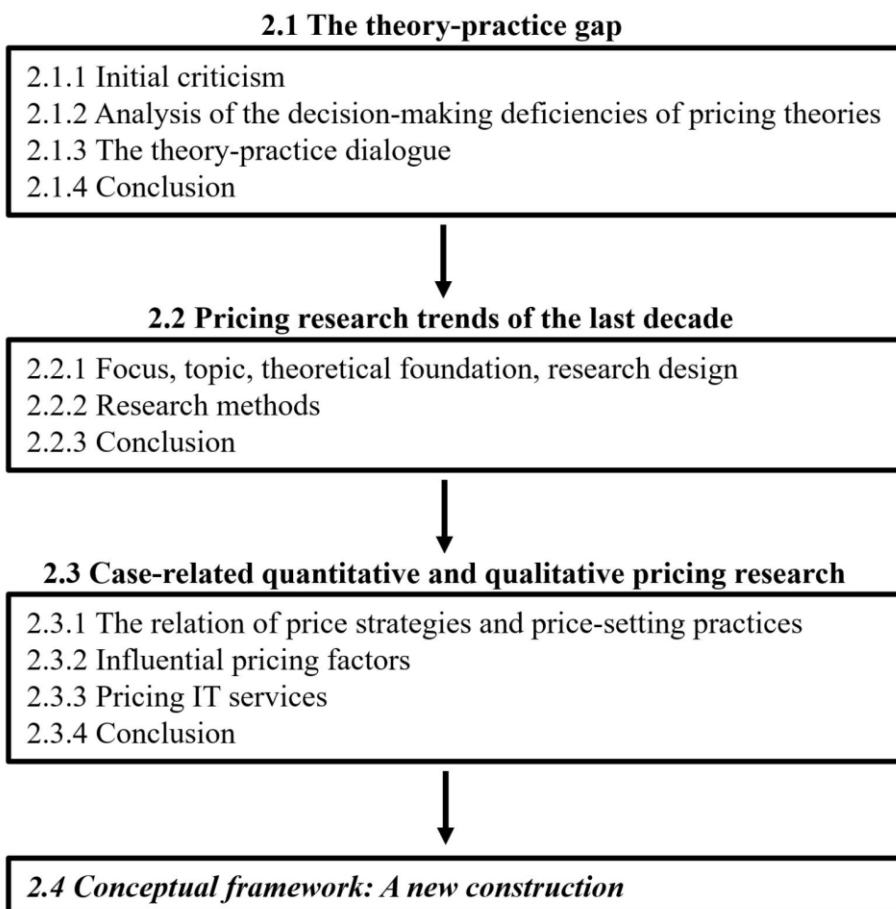 2.1 The theory-practice gap
2.1.1 Initial criticism
2.1.2 Analysis of the decision-making deficiencies of pricing theories
2.1.3 The theory-practice dialogue
2.1.4 Conclusion
2.2 Pricing research trends of the last decade
2.2.1 Focus, topic, theoretical foundation, research design
2.2.2 Research methods
2.2.3 Conclusion
2.3 Case-related quantitative and qualitative pricing research
2.3.1 The relation of price strategies and price-setting practices
2.3.2 Influential pricing factors
2.3.3 Pricing IT services
2.3.4 Conclusion
2.4 Conceptual framework: A new construction